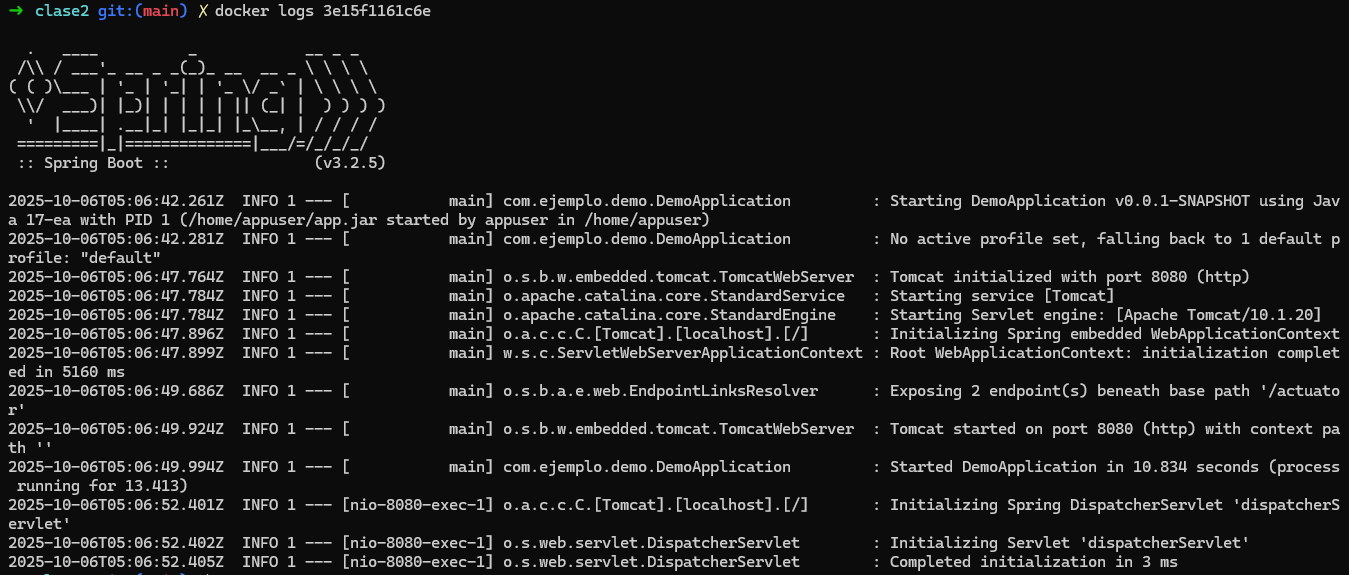 → clase2 git:(main) ✗ docker logs 3e15f1161c6e
  .   ____          _            __ _ _
 /\\ / ___'_ __ _ _(_)_ __  __ _ \ \ \ \
( ( )\___ | '_ | '_| | '_ \/ _` | \ \ \ \
 \\/  ___)| |_)| | | | | || (_| |  ) ) ) )
  '  |____| .__|_| |_|_| |_\__, | / / / /
 =========|_|==============|___/=/_/_/_/
 :: Spring Boot ::                (v3.2.5)
2025-10-06T05:06:42.261Z  INFO 1 --- [           main] com.ejemplo.demo.DemoApplication         : Starting DemoApplication v0.0.1-SNAPSHOT using Jav
a 17-ea with PID 1 (/home/appuser/app.jar started by appuser in /home/appuser)
2025-10-06T05:06:42.281Z  INFO 1 --- [           main] com.ejemplo.demo.DemoApplication         : No active profile set, falling back to 1 default p
rofile: "default"
2025-10-06T05:06:47.764Z  INFO 1 --- [           main] o.s.b.w.embedded.tomcat.TomcatWebServer  : Tomcat initialized with port 8080 (http)
2025-10-06T05:06:47.784Z  INFO 1 --- [           main] o.apache.catalina.core.StandardService   : Starting service [Tomcat]
2025-10-06T05:06:47.784Z  INFO 1 --- [           main] o.apache.catalina.core.StandardEngine    : Starting Servlet engine: [Apache Tomcat/10.1.20]
2025-10-06T05:06:47.896Z  INFO 1 --- [           main] o.a.c.c.C.[Tomcat].[localhost].[/]       : Initializing Spring embedded WebApplicationContext
2025-10-06T05:06:47.899Z  INFO 1 --- [           main] w.s.c.ServletWebServerApplicationContext : Root WebApplicationContext: initialization complet
ed in 5160 ms
2025-10-06T05:06:49.686Z  INFO 1 --- [           main] o.s.b.a.e.web.EndpointLinksResolver      : Exposing 2 endpoint(s) beneath base path '/actuato
r'
2025-10-06T05:06:49.924Z  INFO 1 --- [           main] o.s.b.w.embedded.tomcat.TomcatWebServer  : Tomcat started on port 8080 (http) with context pa
th ''
2025-10-06T05:06:49.994Z  INFO 1 --- [           main] com.ejemplo.demo.DemoApplication         : Started DemoApplication in 10.834 seconds (process
 running for 13.413)
2025-10-06T05:06:52.401Z  INFO 1 --- [nio-8080-exec-1] o.a.c.c.C.[Tomcat].[localhost].[/]       : Initializing Spring DispatcherServlet 'dispatcherS
ervlet'
2025-10-06T05:06:52.402Z  INFO 1 --- [nio-8080-exec-1] o.s.web.servlet.DispatcherServlet        : Initializing Servlet 'dispatcherServlet'
2025-10-06T05:06:52.405Z  INFO 1 --- [nio-8080-exec-1] o.s.web.servlet.DispatcherServlet        : Completed initialization in 3 ms